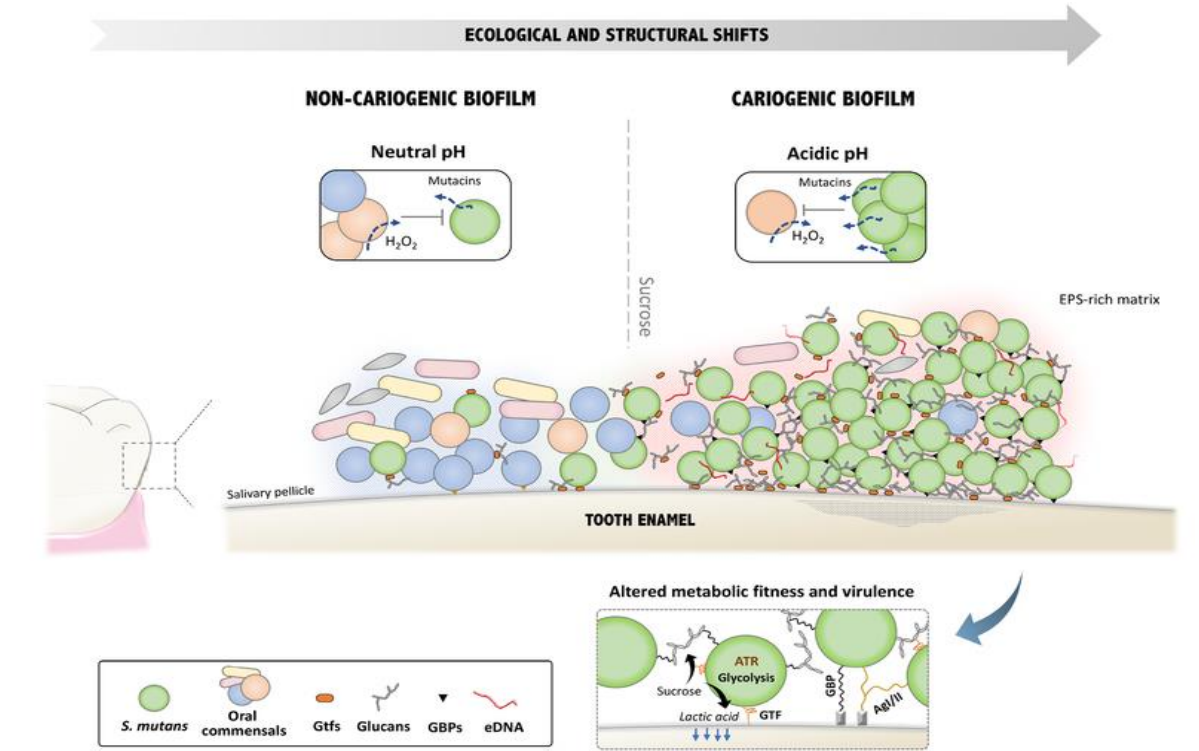 ECOLOGICAL AND STRUCTURAL SHIFTS
NON-CARIOGENIC BIOFILM
CARIOGENIC BIOFILM
Neutral pH
Acidic pH
Mutacins
H₂O₂
Mutacins
H₂O₂
Sucrose
EPS-rich matrix
Salivary pellicle
TOOTH ENAMEL
Altered metabolic fitness and virulence
ATR
Glycolysis
Sucrose
Lactic acid
GTF
GBP
AgI/II
S. mutans
Oral
commensals
Gtfs
Glucans
GBPs
eDNA